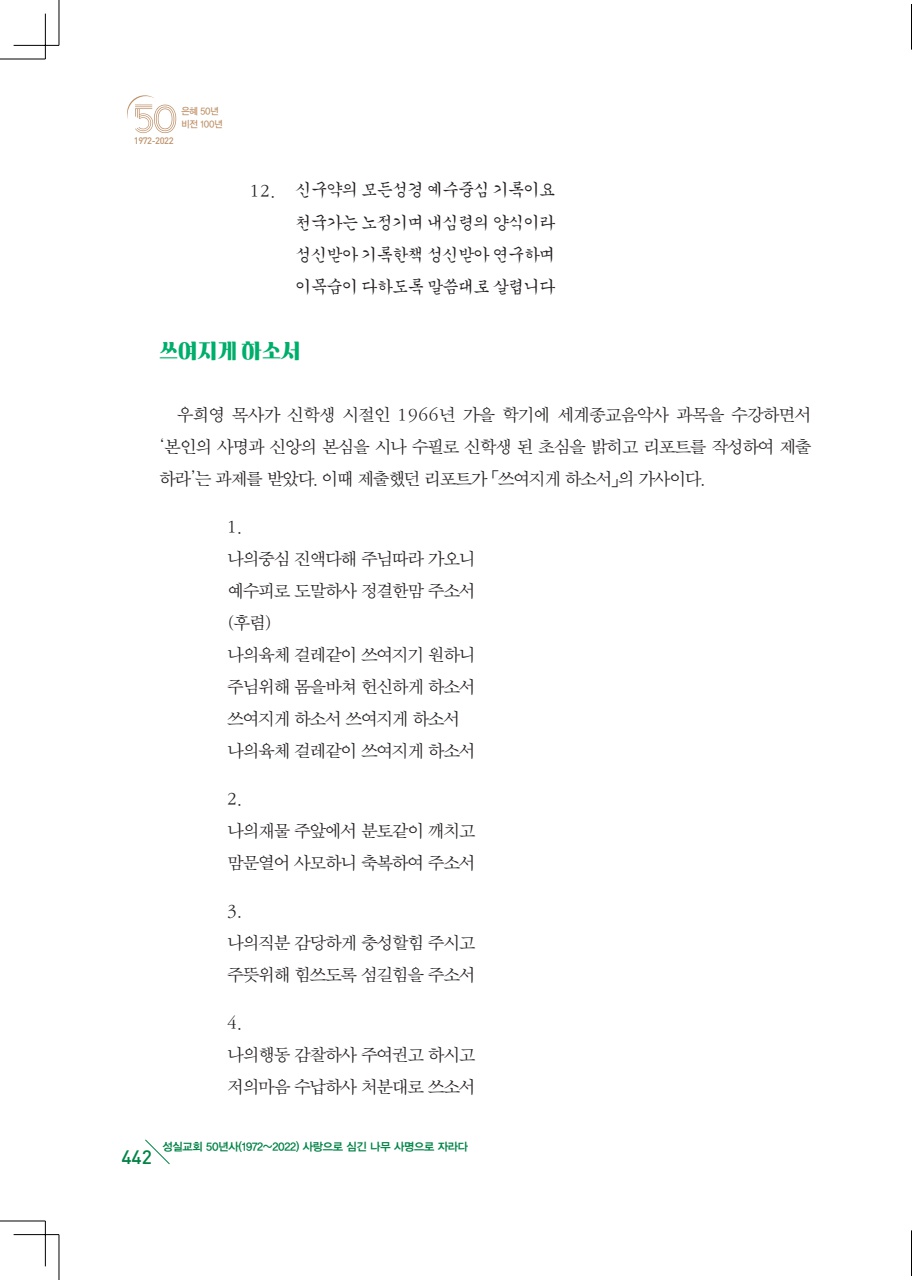 50
은혜 50년
비전 100년
1972-2022
12. 신구약의 모든성경 예수중심 기록이요
천국가는 노정기며 내심령의 양식이라
성신받아 기록한책 성신받아 연구하며
이목숨이 다하도록 말씀대로 살렵니다
쓰여지게 하소서
우희영 목사가 신학생 시절인 1966년 가을 학기에 세계종교음악사 과목을 수강하면서
‘본인의 사명과 신앙의 본심을 시나 수필로 신학생 된 초심을 밝히고 리포트를 작성하여 제출
하라’는 과제를 받았다. 이때 제출했던 리포트가 「쓰여지게 하소서」의 가사이다.
1.
나의중심 진액다해 주님따라 가오니
예수피로 도말하사 정결한맘 주소서
(후렴)
나의육체 걸레같이 쓰여지기 원하니
주님위해 몸을바쳐 헌신하게 하소서
쓰여지게 하소서 쓰여지게 하소서
나의육체 걸레같이 쓰여지게 하소서
2.
나의재물 주앞에서 분토같이 깨치고
맘문열어 사모하니 축복하여 주소서
3.
나의직분 감당하게 충성할힘 주시고
주뜻위해 힘쓰도록 섬길힘을 주소서
4.
나의행동 감찰하사 주여권고 하시고
저의마음 수납하사 처분대로 쓰소서
442 성실교회 50년사(1972~2022) 사랑으로 심긴 나무 사명으로 자라다